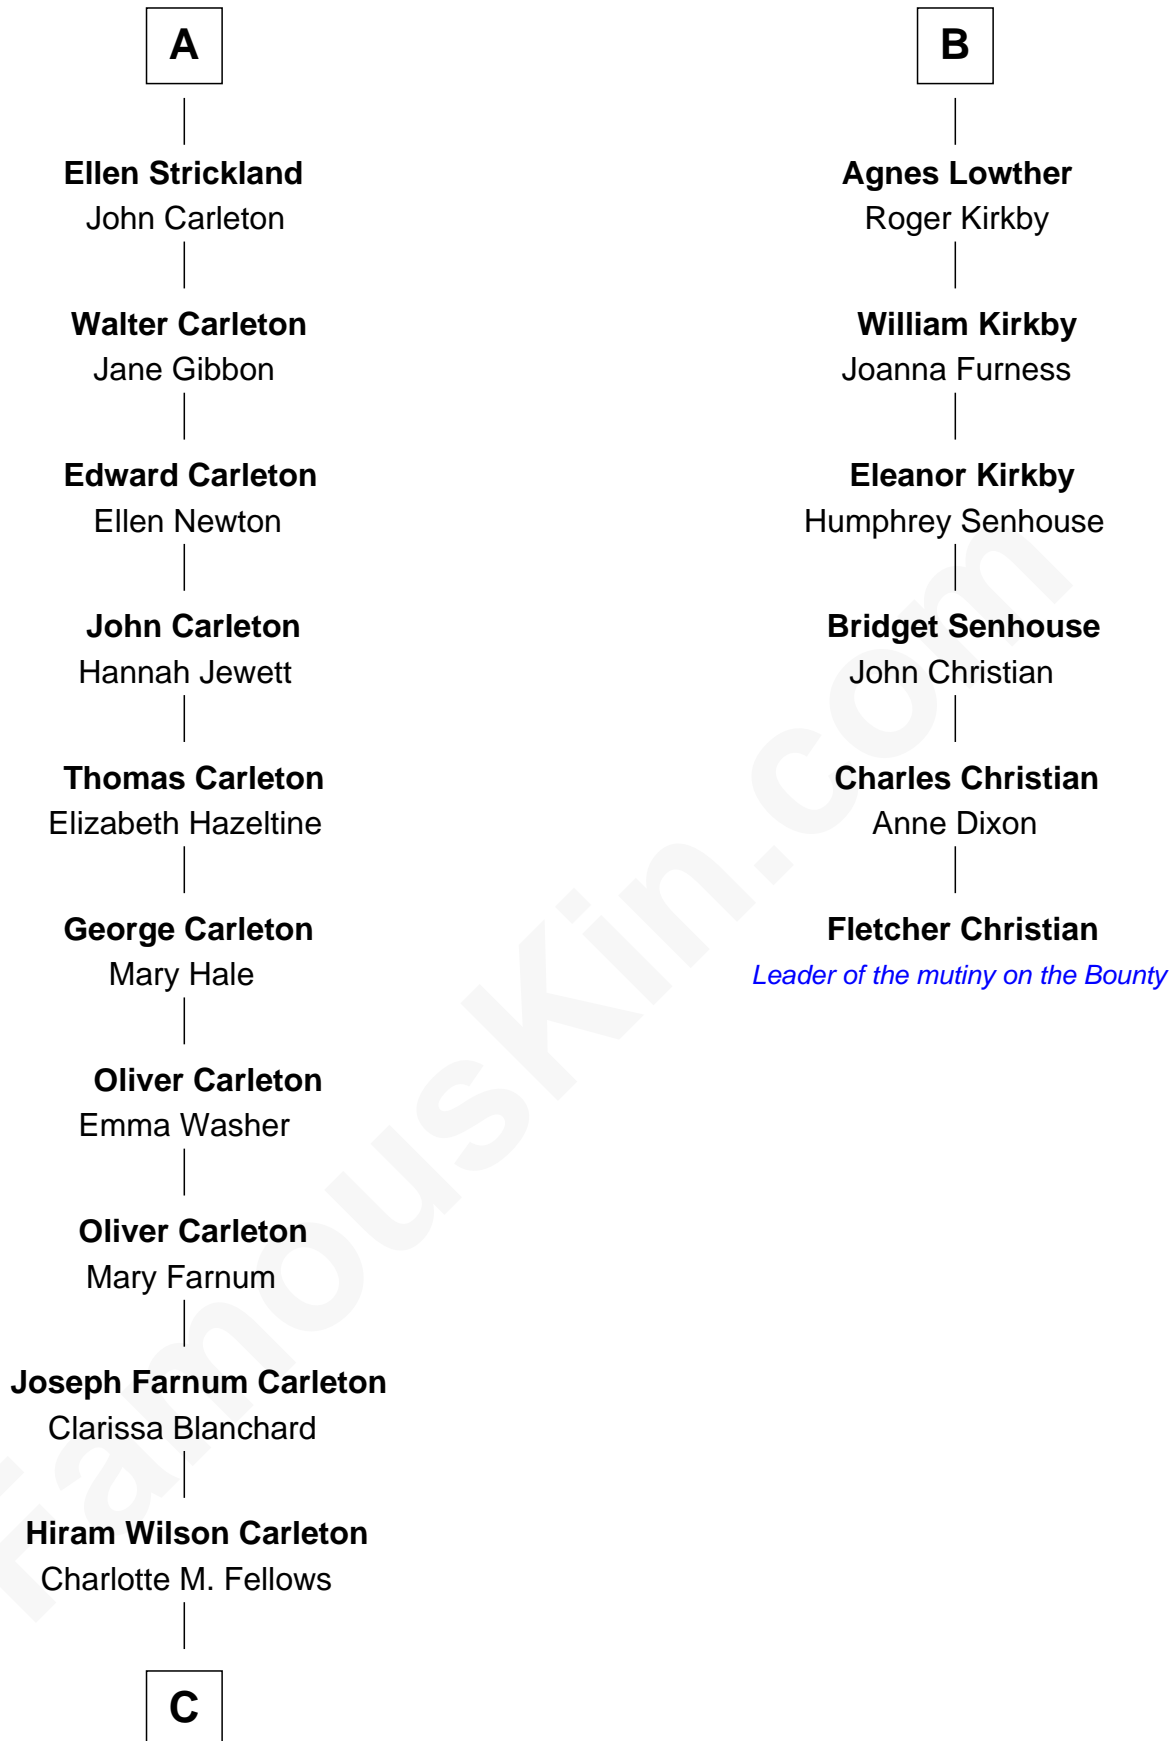 A
Ellen Strickland
John Carleton
Walter Carleton
Jane Gibbon
Edward Carleton
Ellen Newton
John Carleton
Hannah Jewett
Thomas Carleton
Elizabeth Hazeltine
George Carleton
Mary Hale
Oliver Carleton
Emma Washer
Oliver Carleton
Mary Farnum
Joseph Farnum Carleton
Clarissa Blanchard
Hiram Wilson Carleton
Charlotte M. Fellows
C
B
Agnes Lowther
Roger Kirkby
William Kirkby
Joanna Furness
Eleanor Kirkby
Humphrey Senhouse
Bridget Senhouse
John Christian
Charles Christian
Anne Dixon
Fletcher Christian
Leader of the mutiny on the Bounty
FamousKin.com